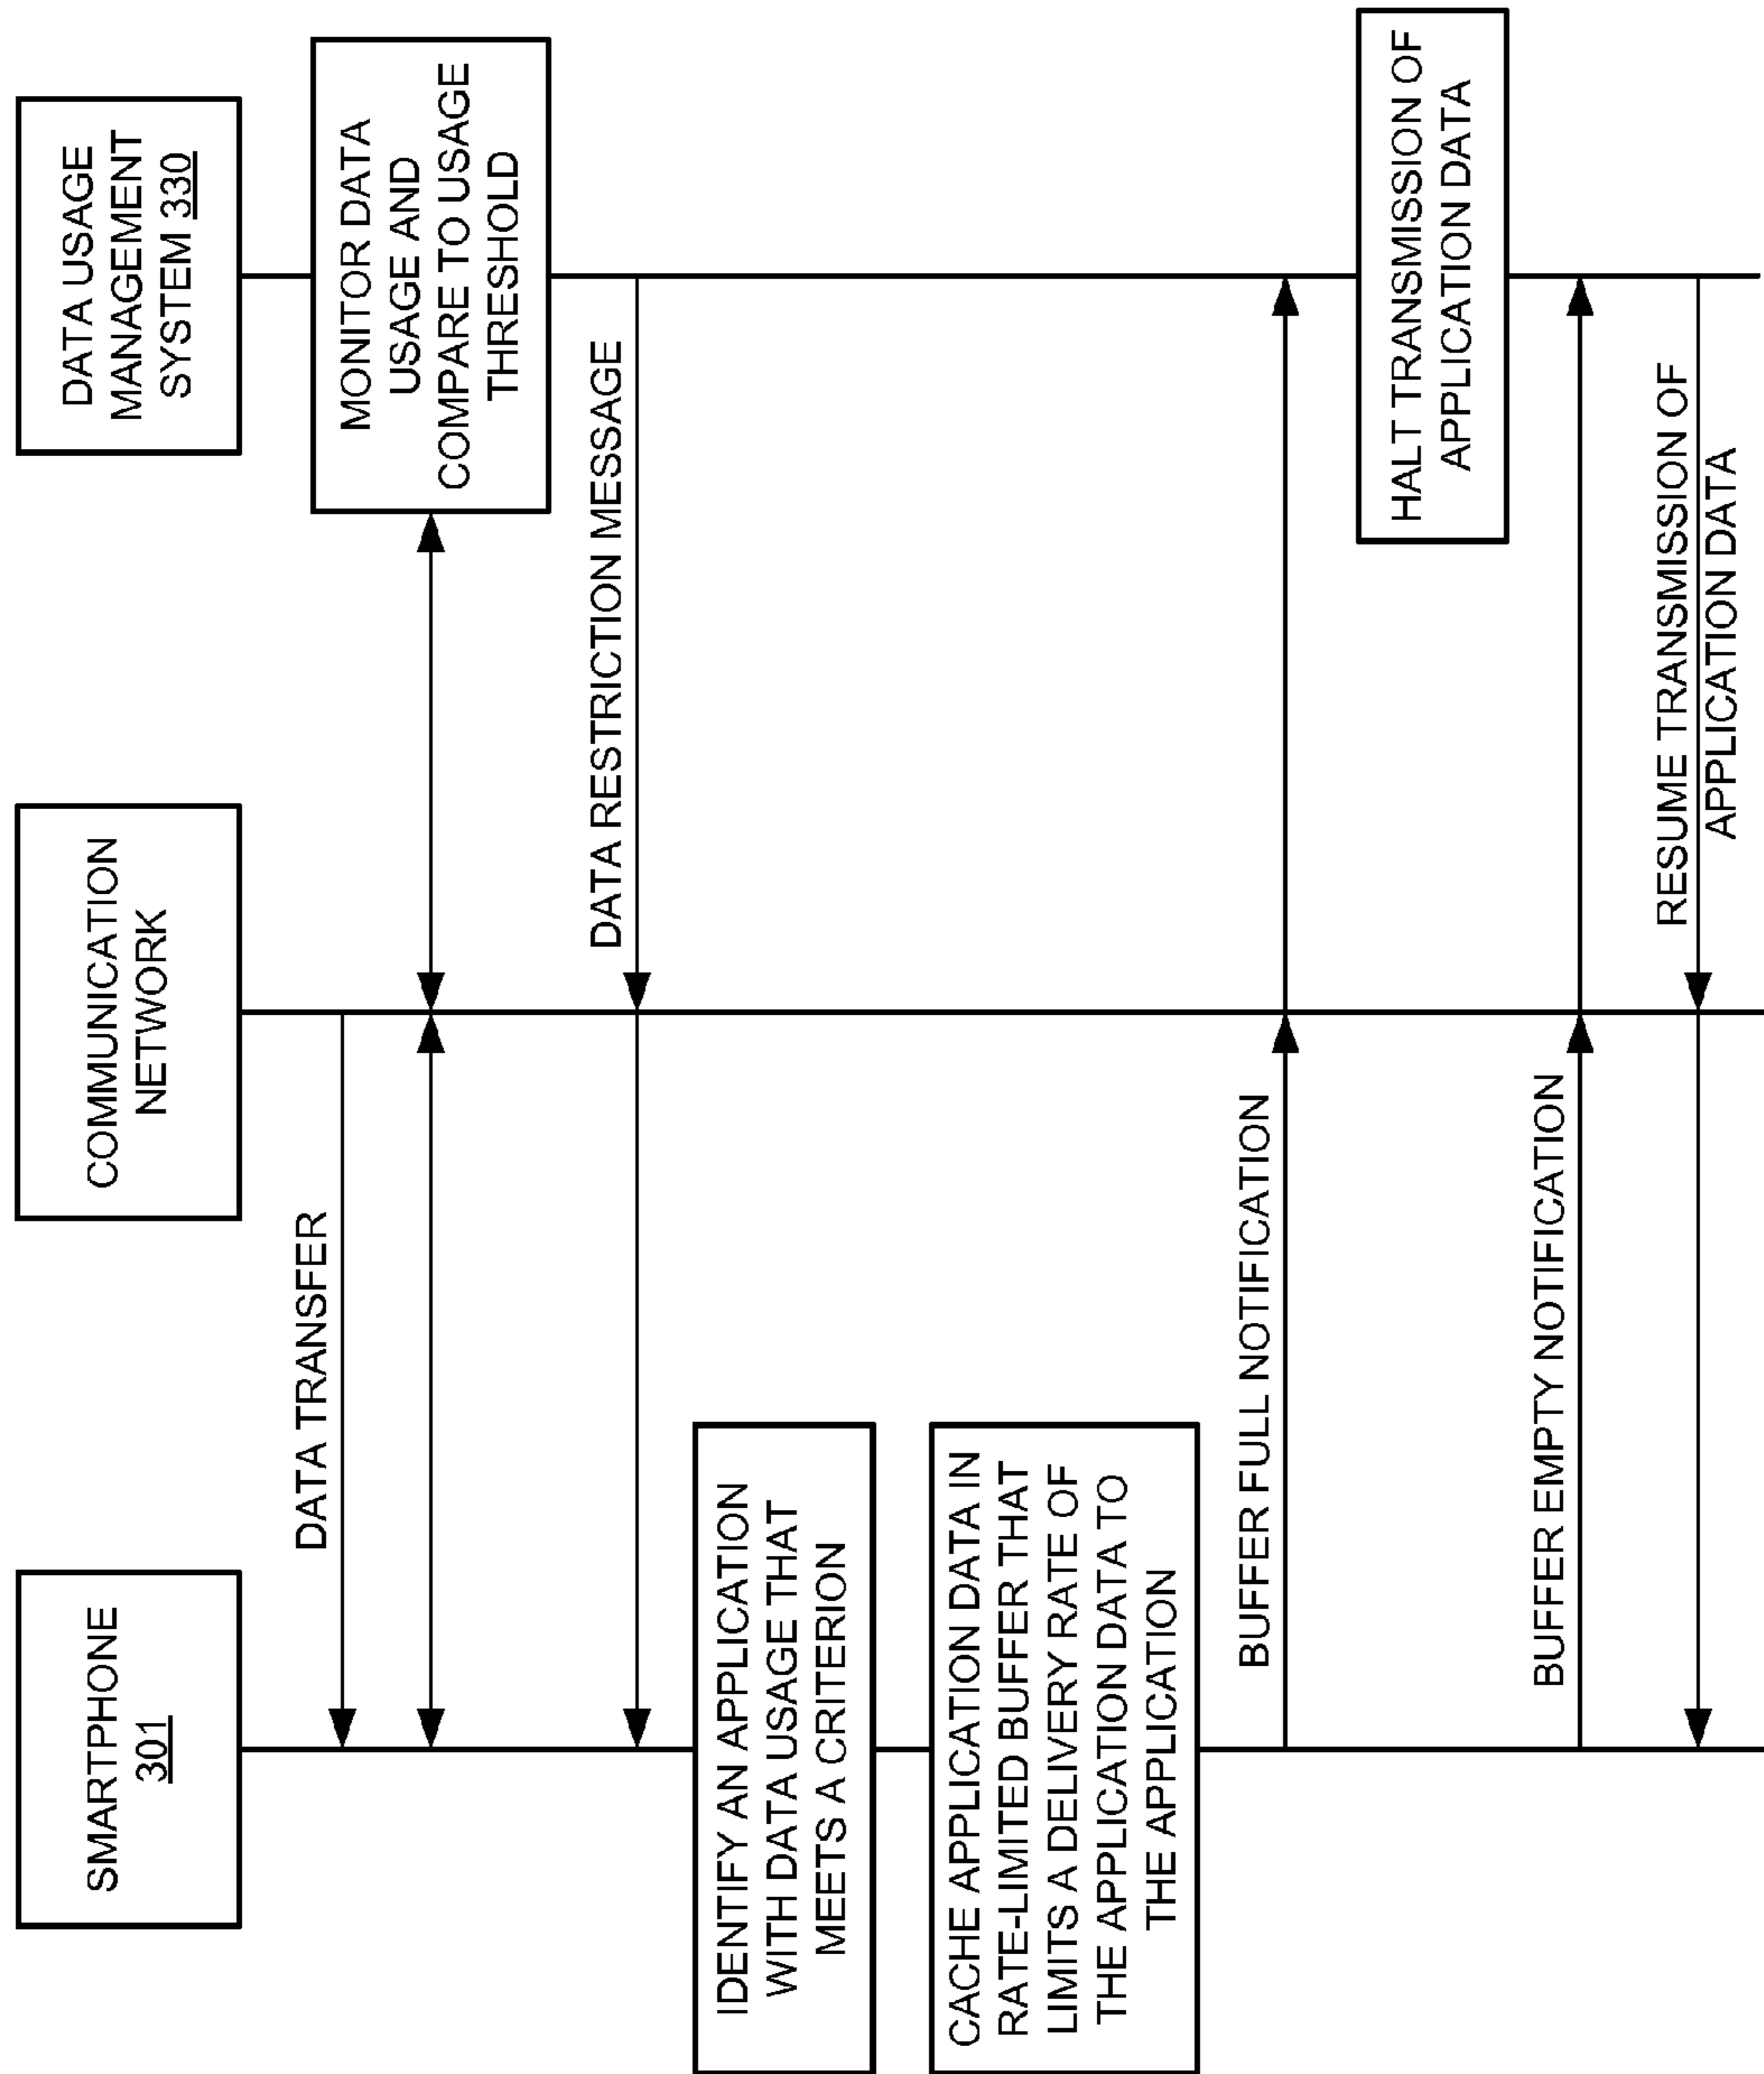 SMARTPHONE
301
COMMUNICATION
NETWORK
DATA USAGE
MANAGEMENT
SYSTEM 330
DATA TRANSFER
MONITOR DATA
USAGE AND
COMPARE TO USAGE
THRESHOLD
DATA RESTRICTION MESSAGE
IDENTIFY AN APPLICATION
WITH DATA USAGE THAT
MEETS A CRITERION
CACHE APPLICATION DATA IN
RATE-LIMITED BUFFER THAT
LIMITS A DELIVERY RATE OF
THE APPLICATION DATA TO
THE APPLICATION
BUFFER FULL NOTIFICATION
HALT TRANSMISSION OF
APPLICATION DATA
BUFFER EMPTY NOTIFICATION
RESUME TRANSMISSION OF
APPLICATION DATA